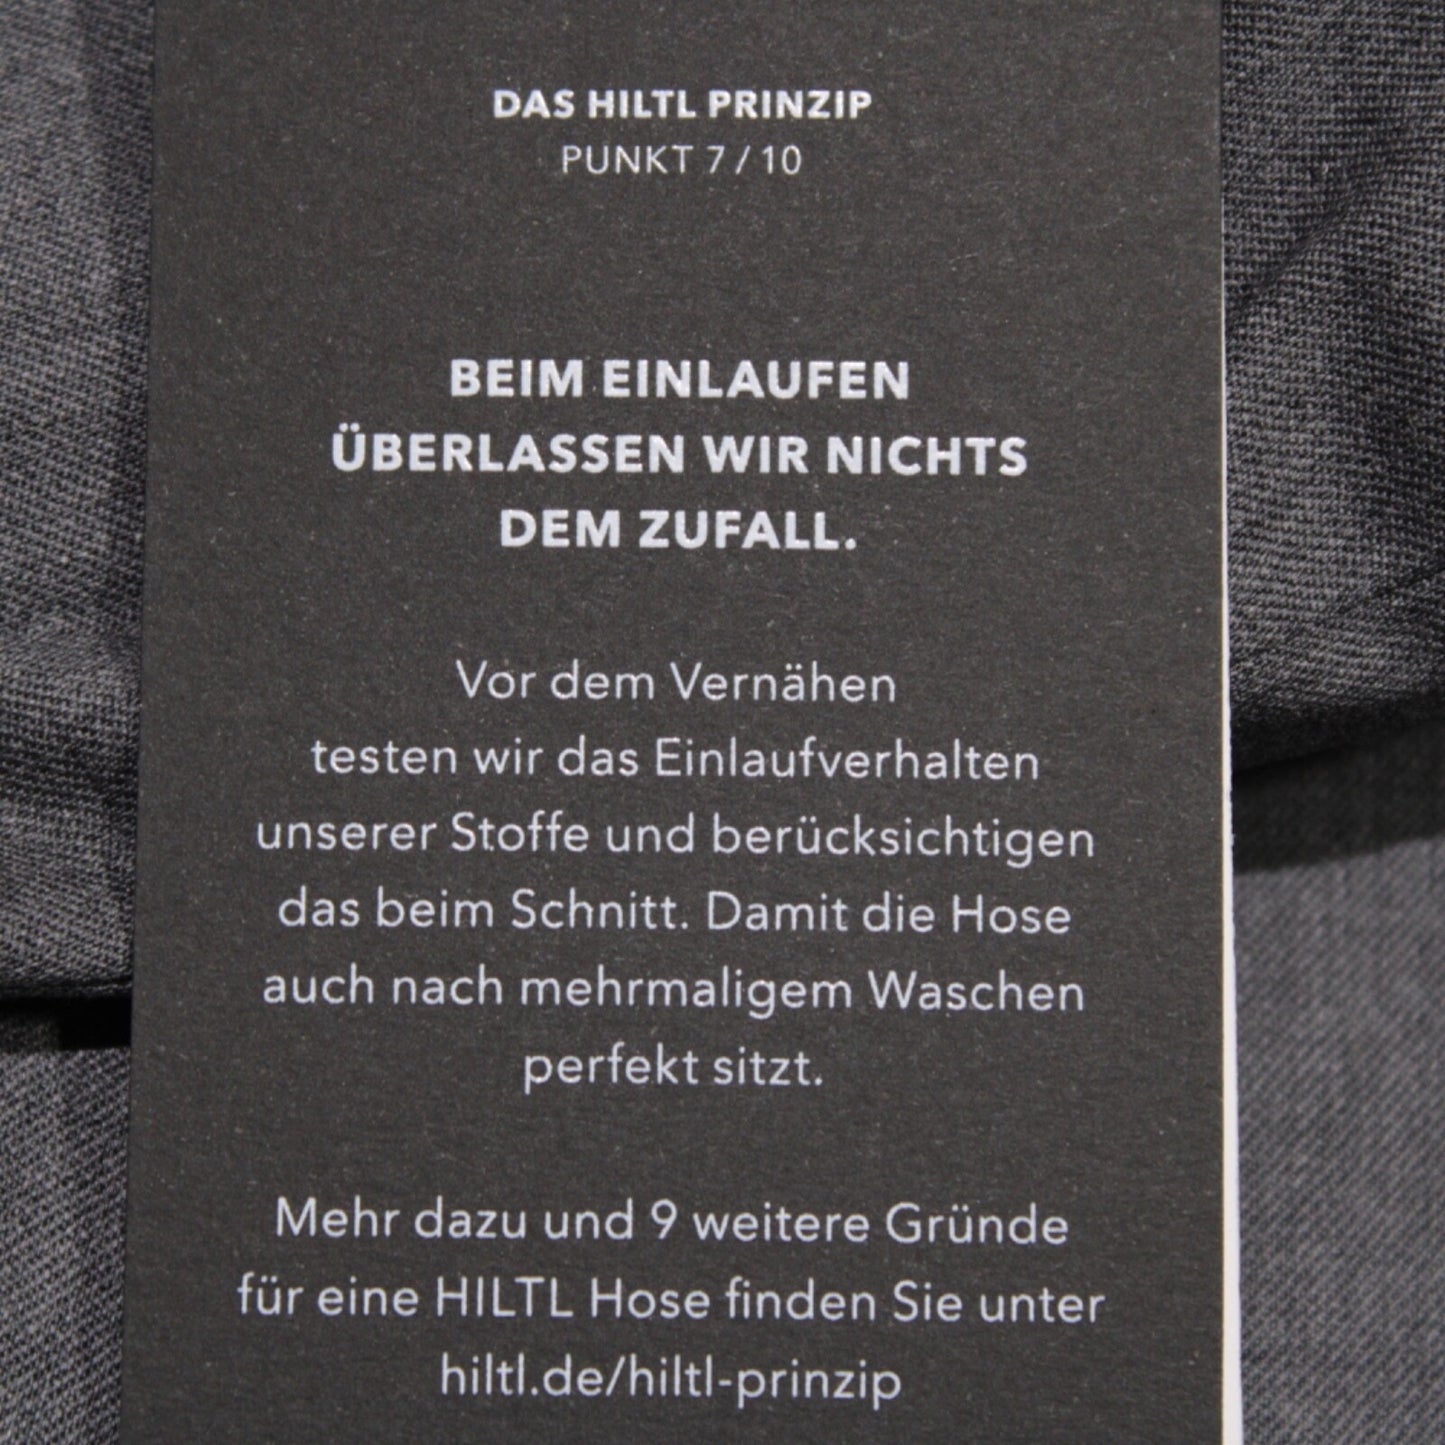 DAS HILTL PRINZIP
PUNKT 7 / 10
BEIM EINLAUFEN
ÜBERLASSEN WIR NICHTS
DEM ZUFALL.
Vor dem Vernähen
testen wir das Einlaufverhalten
unserer Stoffe und berücksichtigen
das beim Schnitt. Damit die Hose
auch nach mehrmaligem Waschen
perfekt sitzt.
Mehr dazu und 9 weitere Gründe
für eine HILTL Hose finden Sie unter
hiltl.de/hiltl-prinzip